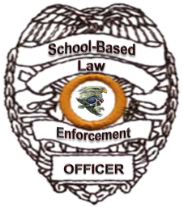 School-Based
Law
Enforcement
OFFICER